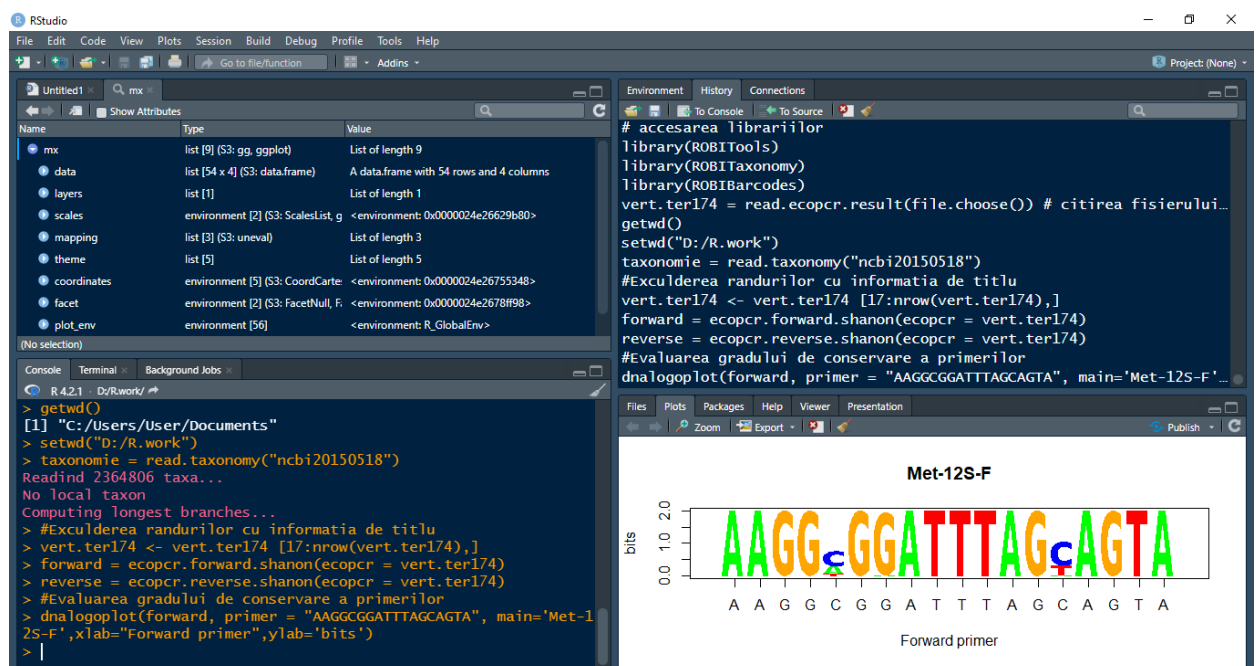 RStudio
File Edit Code View Plots Session Build Debug Profile Tools Help
Go to file/function Addins Project: (None)
Untitled1 mx
Show Attributes
Name Type Value
mx list [9] (S3: gg, ggplot) List of length 9
data list [54 x 4] (S3: data.frame) A data.frame with 54 rows and 4 columns
layers list [1] List of length 1
scales environment [2] (S3: ScalesList, g <environment: 0x0000024e26629b80>
mapping list [3] (S3: uneval) List of length 3
theme list [5] List of length 5
coordinates environment [5] (S3: CoordCarte: <environment: 0x0000024e26755348>
facet environment [2] (S3: FacetNull, F <environment: 0x0000024e2678ff98>
plot_env environment [56] <environment: R_GlobalEnv>
(No selection)
Console Terminal Background Jobs
R 4.2.1 · D:/R.work/
> getwd()
[1] "C:/Users/User/Documents"
> setwd("D:/R.work")
> taxonomie = read.taxonomy("ncbi20150518")
Readind 2364806 taxa...
No local taxon
Computing longest branches...
> #Exculderea randurilor cu informatia de titlu
> vert.ter174 <- vert.ter174 [17:nrow(vert.ter174),]
> forward = ecopcr.forward.shanon(ecopcr = vert.ter174)
> reverse = ecopcr.reverse.shanon(ecopcr = vert.ter174)
> #Evaluarea gradului de conservare a primerilor
> dnalogoplot(forward, primer = "AAGGCGGATTTAGCAGTA", main='Met-1
2S-F',xlab="Forward primer",ylab='bits')
>
Environment History Connections
To Console To Source
# accesarea librariilor
library(ROBITools)
library(ROBITaxonomy)
library(ROBIBarcodes)
vert.ter174 = read.ecopcr.result(file.choose()) # citirea fisierului…
getwd()
setwd("D:/R.work")
taxonomie = read.taxonomy("ncbi20150518")
#Exculderea randurilor cu informatia de titlu
vert.ter174 <- vert.ter174 [17:nrow(vert.ter174),]
forward = ecopcr.forward.shanon(ecopcr = vert.ter174)
reverse = ecopcr.reverse.shanon(ecopcr = vert.ter174)
#Evaluarea gradului de conservare a primerilor
dnalogoplot(forward, primer = "AAGGCGGATTTAGCAGTA", main='Met-12S-F'…
Files Plots Packages Help Viewer Presentation
Zoom Export Publish
Met-12S-F
bits
2.0
1.0
0.0
AAGGCGGATTTAGCAGTA
A A G G C G G A T T T A G C A G T A
Forward primer